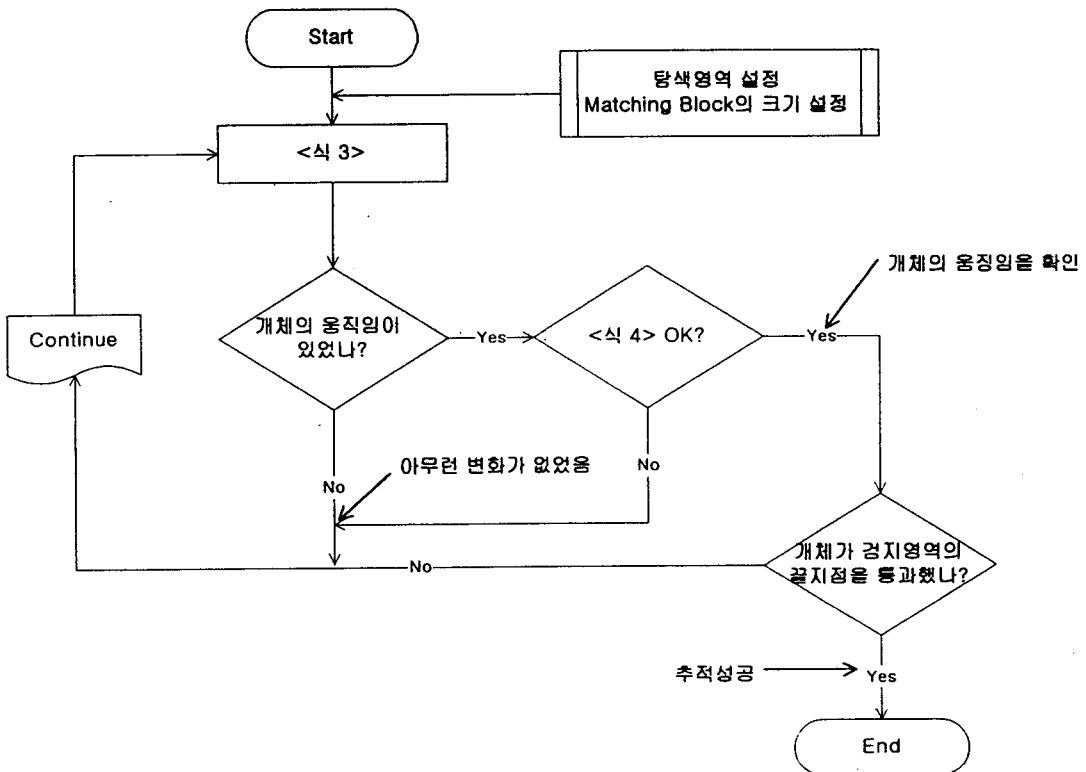 Start
탐색영역 설정
Matching Block의 크기 설정
<식 3>
개체의 움징임을 확인
Continue
개체의 움직임이
있었나?
Yes
<식 4> OK?
Yes
아무런 변화가 없었움
No
No
개체가 검지영역의
끝지점을 통과했나?
No
추적성공
Yes
End